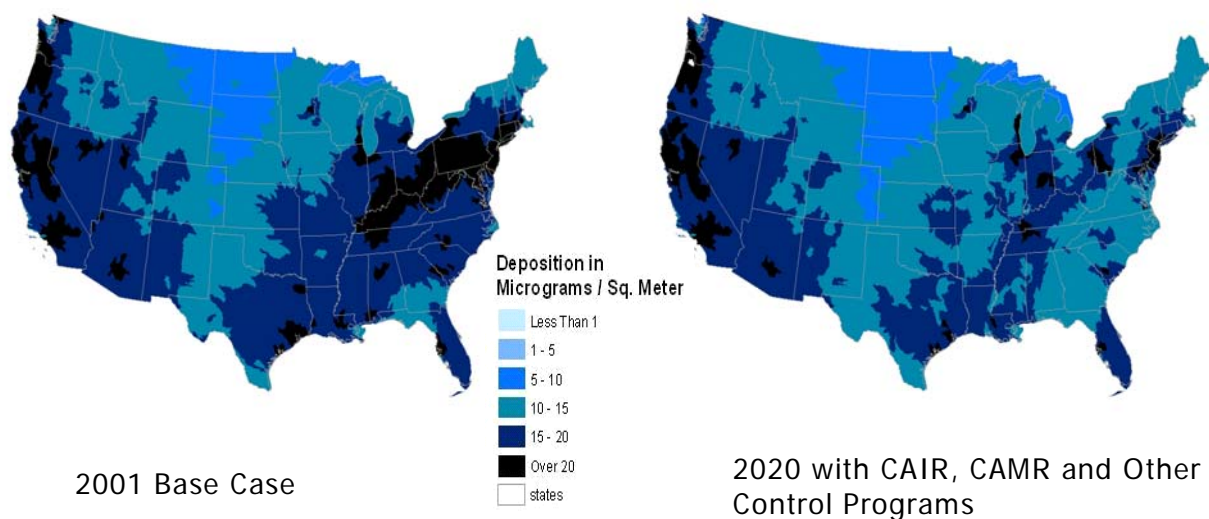 Deposition in
Micrograms / Sq. Meter
Less Than 1
1 - 5
5 - 10
10 - 15
15 - 20
Over 20
states
2001 Base Case
2020 with CAIR, CAMR and Other
Control Programs